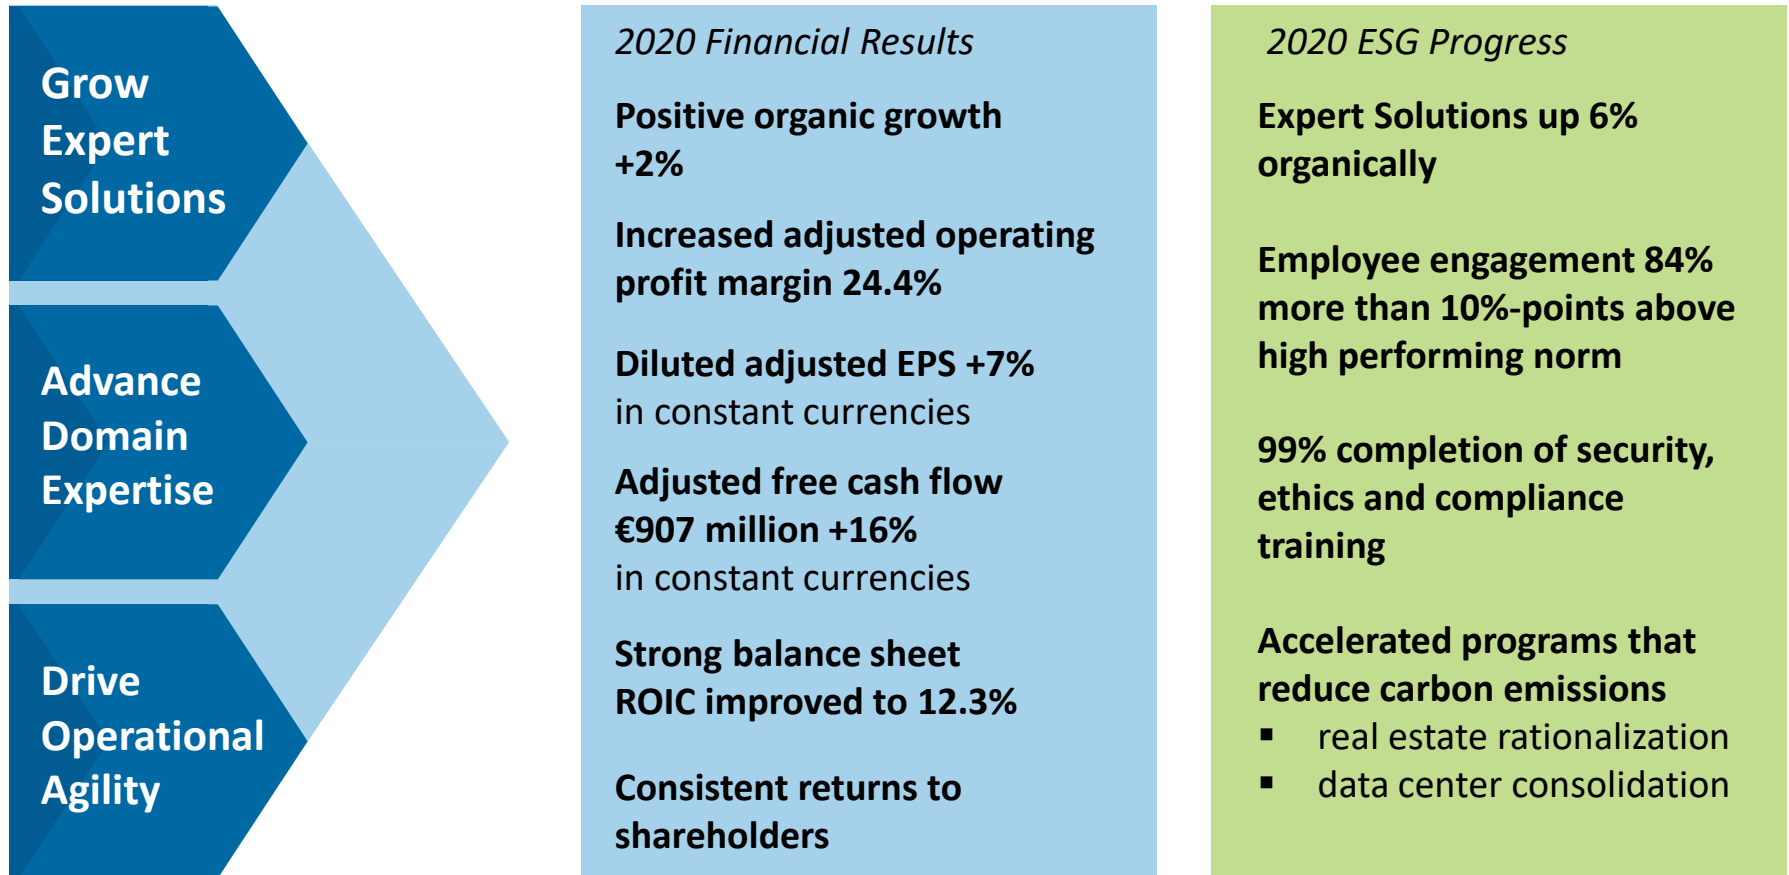 Grow
Expert
Solutions
Advance
Domain
Expertise
Drive
Operational
Agility
2020 Financial Results
Positive organic growth
+2%
Increased adjusted operating
profit margin 24.4%
Diluted adjusted EPS +7%
in constant currencies
Adjusted free cash flow
€907 million +16%
in constant currencies
Strong balance sheet
ROIC improved to 12.3%
Consistent returns to
shareholders
2020 ESG Progress
Expert Solutions up 6%
organically
Employee engagement 84%
more than 10%-points above
high performing norm
99% completion of security,
ethics and compliance
training
Accelerated programs that
reduce carbon emissions
▪ real estate rationalization
▪ data center consolidation